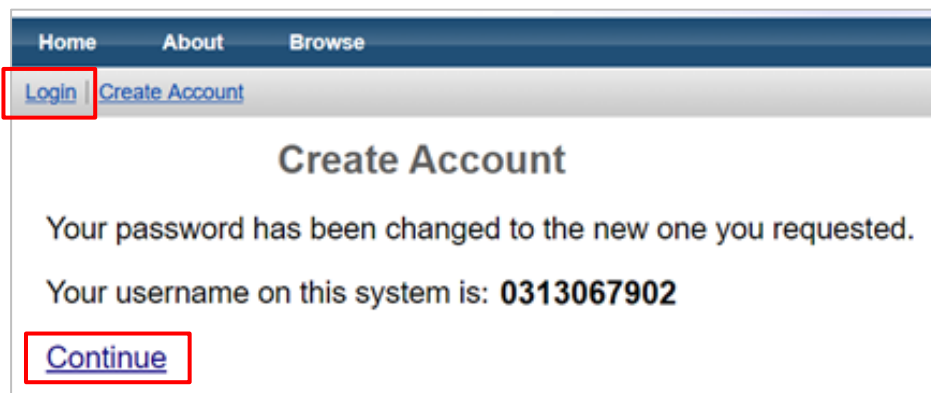 Home About Browse
Login | Create Account
Create Account
Your password has been changed to the new one you requested.
Your username on this system is: 0313067902
Continue